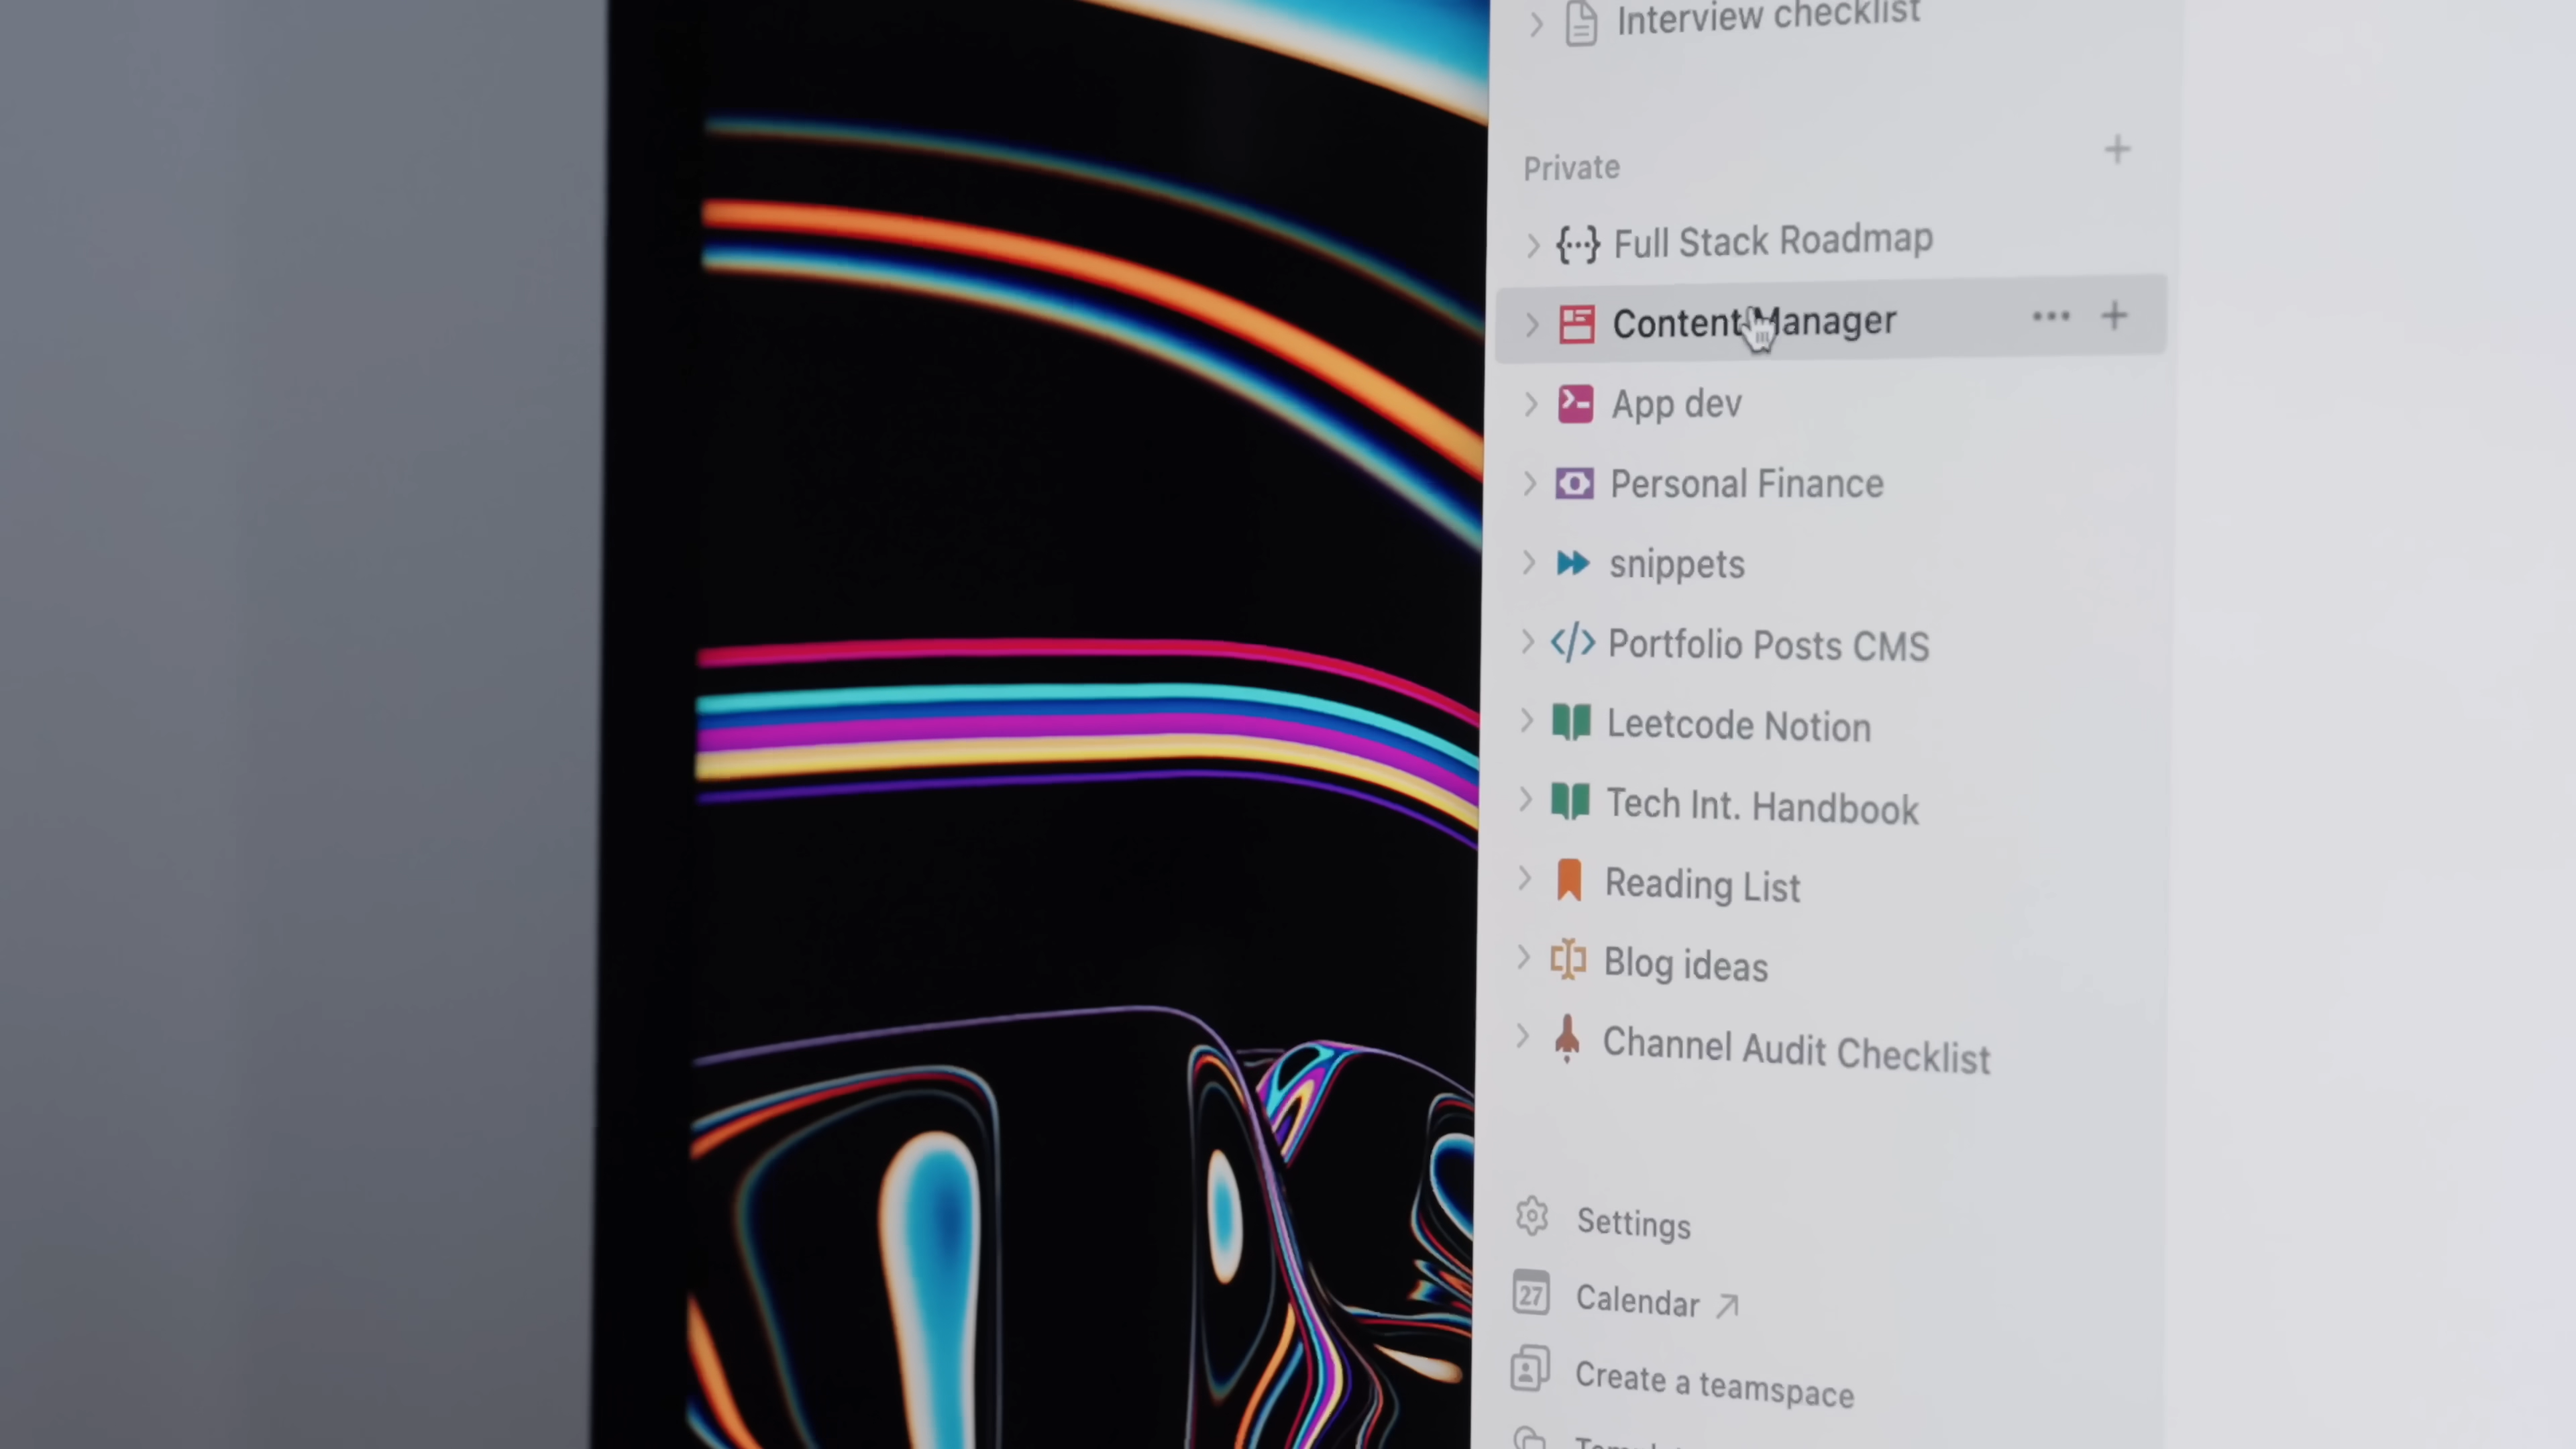 Interview checklist
Private
Full Stack Roadmap
Content Manager
App dev
Personal Finance
snippets
Portfolio Posts CMS
Leetcode Notion
Tech Int. Handbook
Reading List
Blog ideas
Channel Audit Checklist
Settings
27
Calendar
Create a teamspace